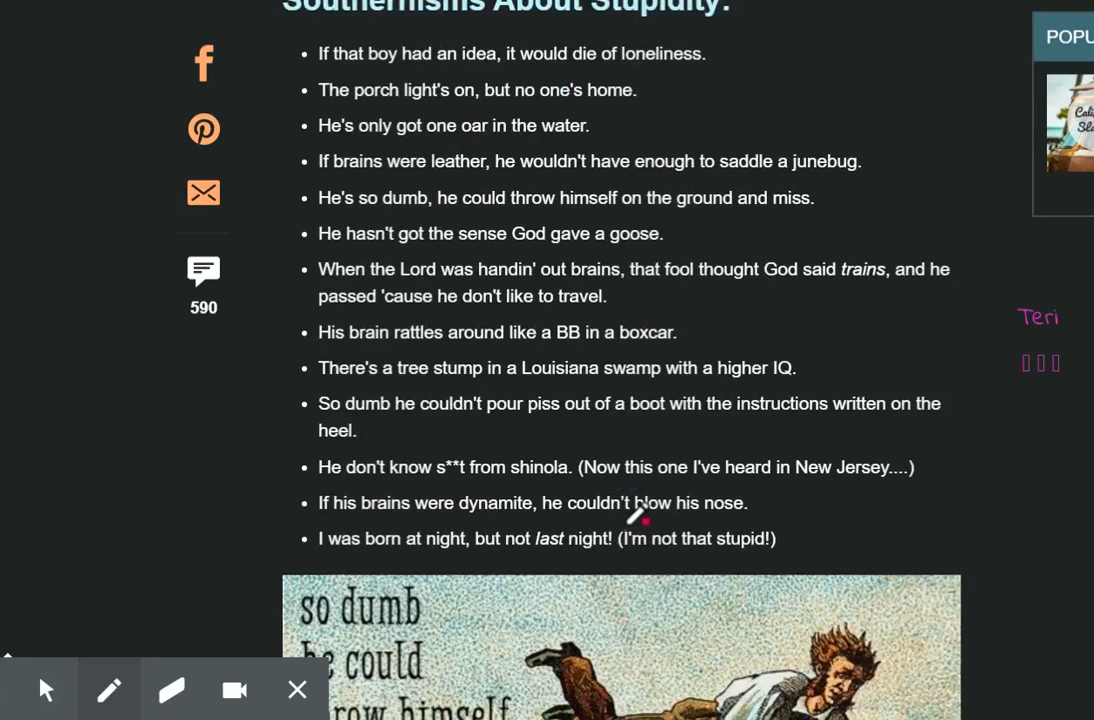 Southernisms About Stupidity:
If that boy had an idea, it would die of loneliness.
The porch light's on, but no one's home.
He's only got one oar in the water.
If brains were leather, he wouldn't have enough to saddle a junebug.
He's so dumb, he could throw himself on the ground and miss.
He hasn't got the sense God gave a goose.
When the Lord was handin' out brains, that fool thought God said trains, and he
passed 'cause he don't like to travel.
His brain rattles around like a BB in a boxcar.
There's a tree stump in a Louisiana swamp with a higher IQ.
So dumb he couldn't pour piss out of a boot with the instructions written on the
heel.
He don't know s**t from shinola. (Now this one I've heard in New Jersey....)
If his brains were dynamite, he couldn’t blow his nose.
I was born at night, but not last night! (I'm not that stupid!)
so dumb
he could
row himself
590
POPU
Cali
Sla
Teri